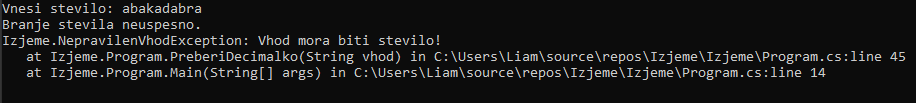 Vnesi stevilo: abakadabra
Branje stevila neuspesno.
Izjeme.NepravilenVhodException: Vhod mora biti stevilo!
   at Izjeme.Program.PreberiDecimalko(String vhod) in C:\Users\Liam\source\repos\Izjeme\Izjeme\Program.cs:line 45
   at Izjeme.Program.Main(String[] args) in C:\Users\Liam\source\repos\Izjeme\Izjeme\Program.cs:line 14